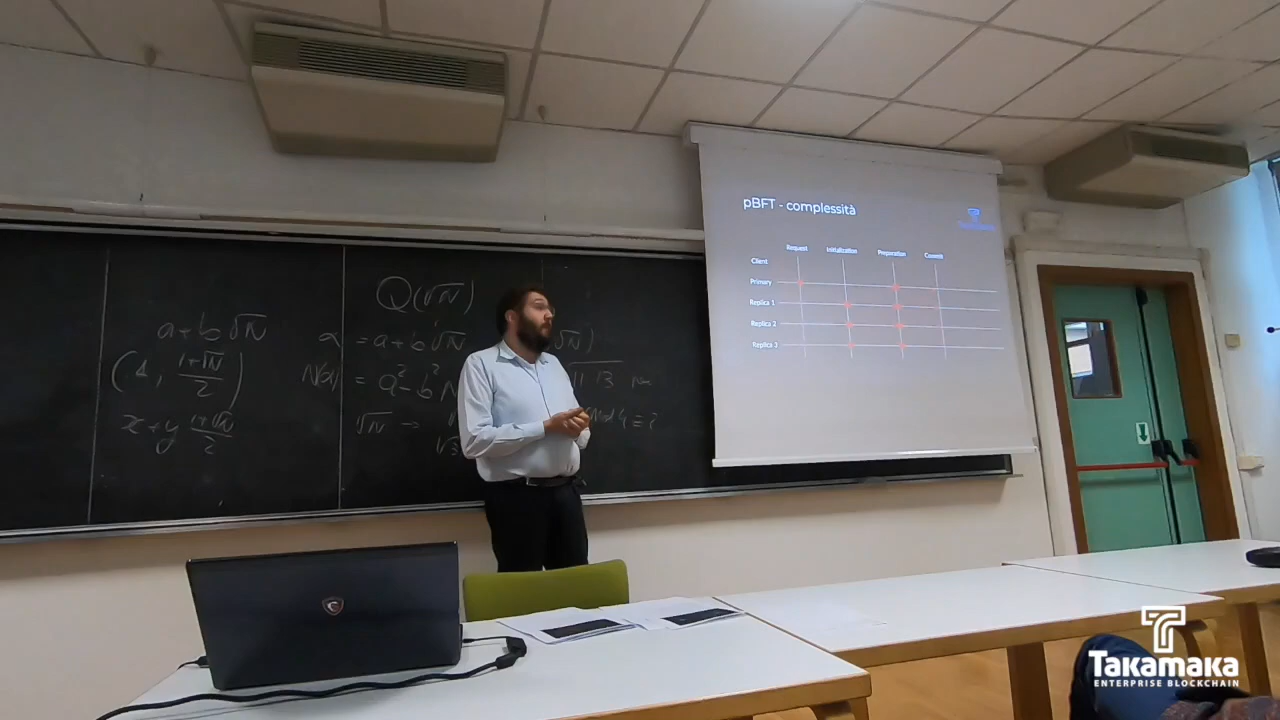 Q(√N)
a+b√N
(1, 1+√N/2)
x+y 1+√N/2
α = a+b√N
N(α) = a² - b² N
√N →
pBFT - complessità
Request Initialization Preparation Commit
Client
Primary
Replica 1
Replica 2
Replica 3
TAKAMAKA
ENTERPRISE BLOCKCHAIN